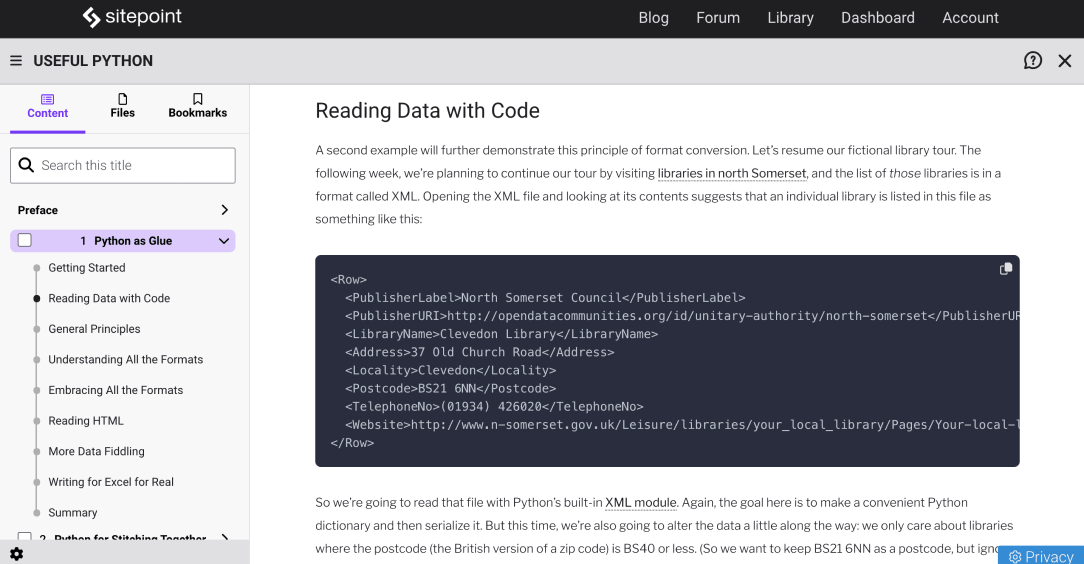 sitepoint
Blog Forum Library Dashboard Account
USEFUL PYTHON
Content Files Bookmarks
Search this title
Preface
1 Python as Glue
Getting Started
Reading Data with Code
General Principles
Understanding All the Formats
Embracing All the Formats
Reading HTML
More Data Fiddling
Writing for Excel for Real
Summary
2 Python for Stitching Together
Reading Data with Code
A second example will further demonstrate this principle of format conversion. Let's resume our fictional library tour. The
following week, we're planning to continue our tour by visiting libraries in north Somerset, and the list of those libraries is in a
format called XML. Opening the XML file and looking at its contents suggests that an individual library is listed in this file as
something like this:
<Row>
  <PublisherLabel>North Somerset Council</PublisherLabel>
  <PublisherURI>http://opendatacommunities.org/id/unitary-authority/north-somerset</PublisherUR
  <LibraryName>Clevedon Library</LibraryName>
  <Address>37 Old Church Road</Address>
  <Locality>Clevedon</Locality>
  <Postcode>BS21 6NN</Postcode>
  <TelephoneNo>(01934) 426020</TelephoneNo>
  <Website>http://www.n-somerset.gov.uk/Leisure/libraries/your_local_library/Pages/Your-local-l
</Row>
So we're going to read that file with Python's built-in XML module. Again, the goal here is to make a convenient Python
dictionary and then serialize it. But this time, we're also going to alter the data a little along the way: we only care about libraries
where the postcode (the British version of a zip code) is BS40 or less. (So we want to keep BS21 6NN as a postcode, but
Privacy